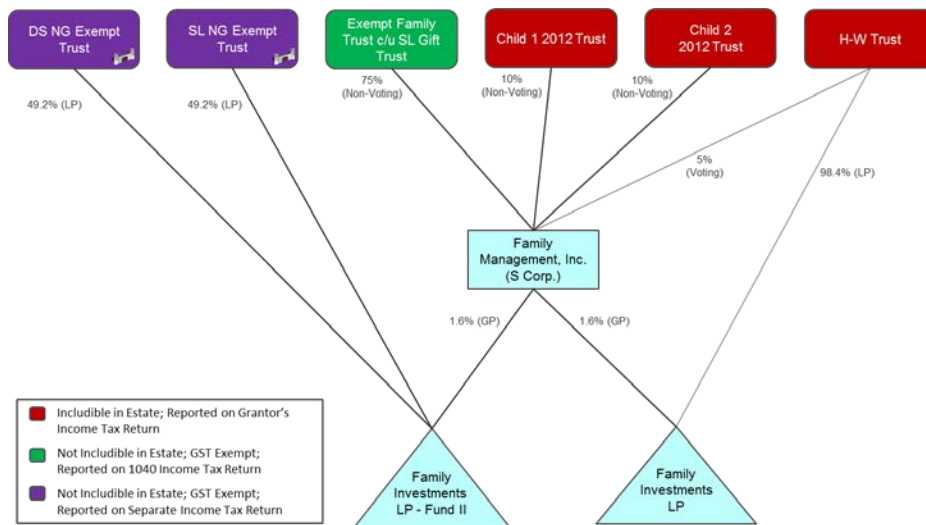 DS NG Exempt
Trust
SL NG Exempt
Trust
Exempt Family
Trust c/u SL Gift
Trust
Child 1 2012 Trust
Child 2
2012 Trust
H-W Trust
49.2% (LP)
49.2% (LP)
75%
(Non-Voting)
10%
(Non-Voting)
10%
(Non-Voting)
5%
(Voting)
98.4% (LP)
Family
Management, Inc.
(S Corp.)
1.6% (GP)
1.6% (GP)
Includible in Estate; Reported on Grantor's
Income Tax Return
Not Includible in Estate; GST Exempt;
Reported on 1040 Income Tax Return
Not Includible in Estate; GST Exempt;
Reported on Separate Income Tax Return
Family
Investments
LP - Fund II
Family
Investments
LP